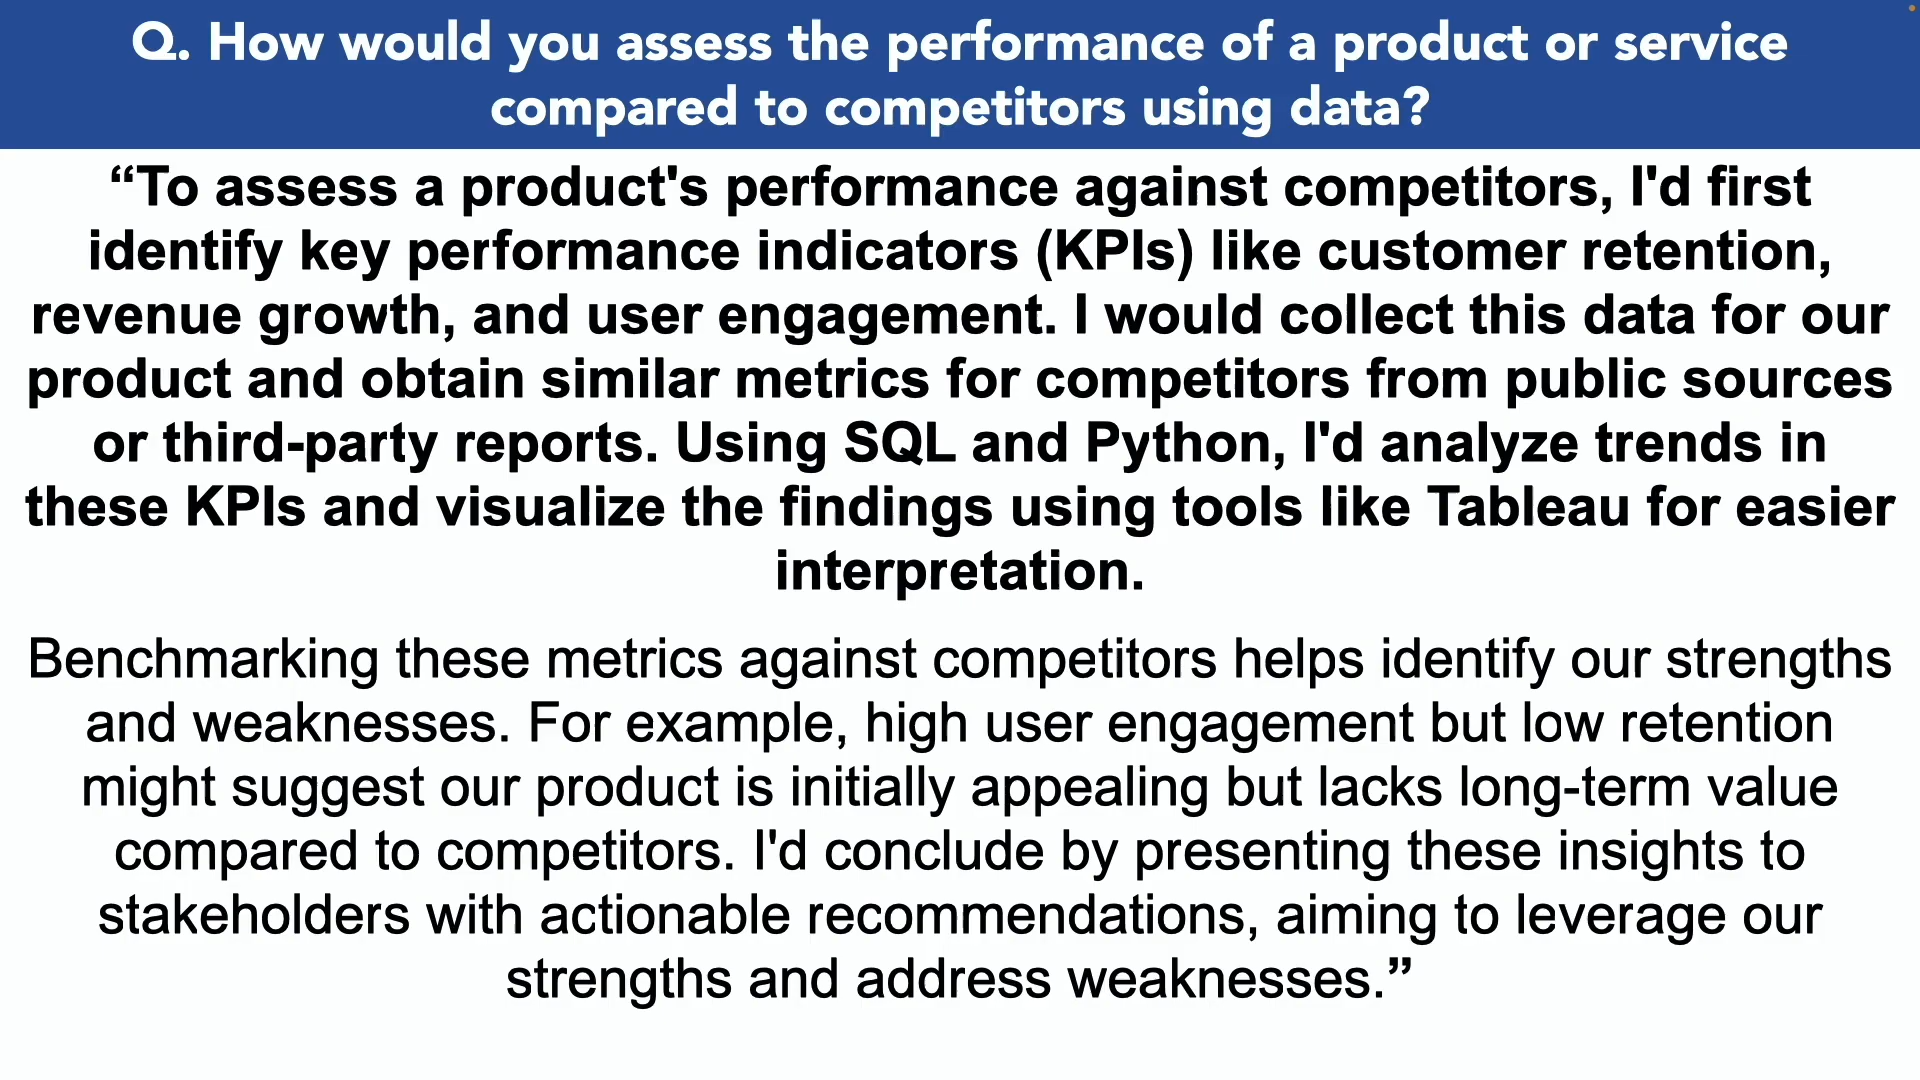 Q. How would you assess the performance of a product or service
compared to competitors using data?
“To assess a product's performance against competitors, I'd first
identify key performance indicators (KPIs) like customer retention,
revenue growth, and user engagement. I would collect this data for our
product and obtain similar metrics for competitors from public sources
or third-party reports. Using SQL and Python, I'd analyze trends in
these KPIs and visualize the findings using tools like Tableau for easier
interpretation.
Benchmarking these metrics against competitors helps identify our strengths
and weaknesses. For example, high user engagement but low retention
might suggest our product is initially appealing but lacks long-term value
compared to competitors. I'd conclude by presenting these insights to
stakeholders with actionable recommendations, aiming to leverage our
strengths and address weaknesses.”